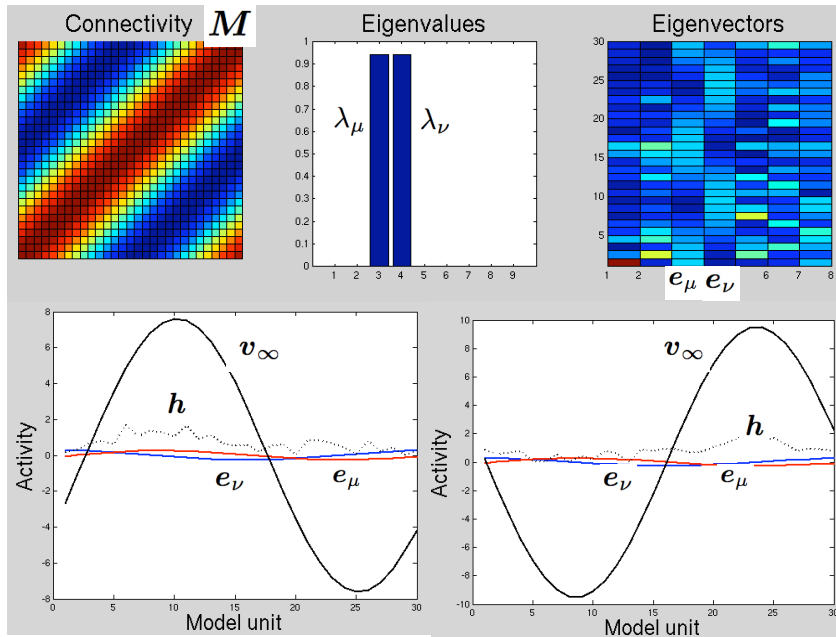 Connectivity M
Eigenvalues
Eigenvectors
1
0.9
0.8
0.7
0.6
0.5
0.4
0.3
0.2
0.1
0
λμ
λν
1 2 3 4 5 6 7 8 9
30
25
20
15
10
5
1 2 eμ eν 6 7 8
8
6
4
2
0
-2
-4
-6
-8
Activity
v∞
h
eν
eμ
0 5 10 15 20 25 30
Model unit
10
8
6
4
2
0
-2
-4
-6
-8
-10
Activity
v∞
h
eν
eμ
0 5 10 15 20 25 30
Model unit